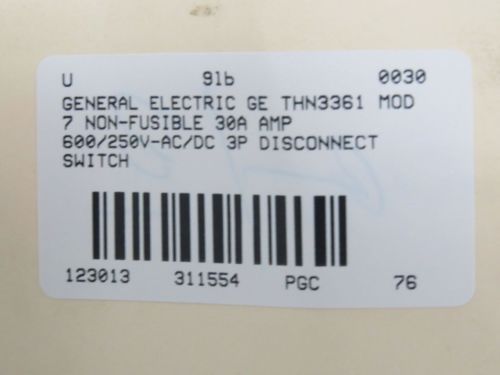 U 9lb 0030
GENERAL ELECTRIC GE THN3361 MOD
7 NON-FUSIBLE 30A AMP
600/250V-AC/DC 3P DISCONNECT
SWITCH
123013 311554 PGC 76